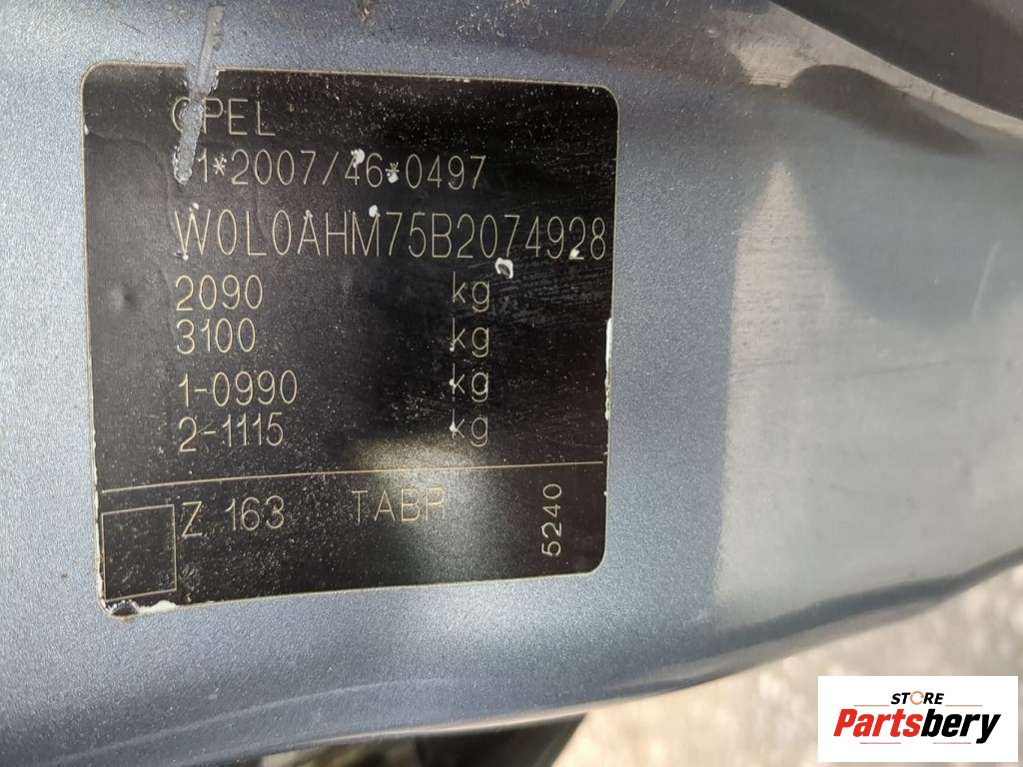 OPEL
1*2007/46*0497
W0L0AHM75B2074928
2090 kg
3100 kg
1-0990 kg
2-1115 kg
Z 163 TABR
5240
STORE
Partsbery